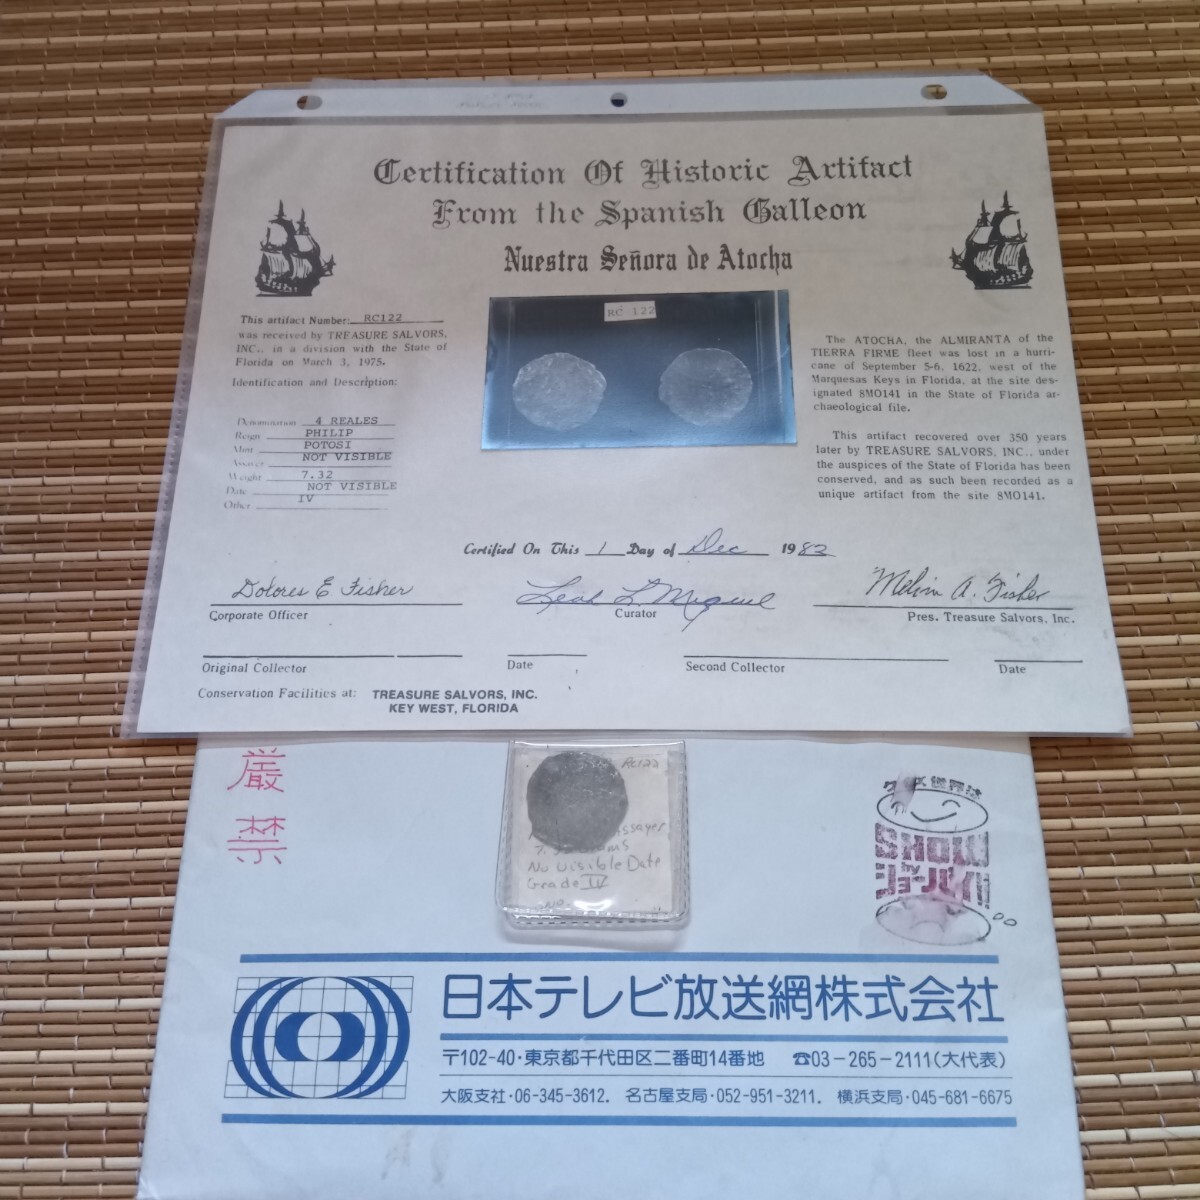 Certification Of Historic Artifact
From the Spanish Galleon
Nuestra Señora de Atocha
RC 122
This artifact Number: RC122
was received by TREASURE SALVORS,
INC., in a division with the State of
Florida on March 3, 1975.
Identification and Description:
Denomination 4 REALES
Reign PHILIP
Mint POTOSI
Assayer NOT VISIBLE
Weight 7.32
Date NOT VISIBLE
Other IV
The ATOCHA, the ALMIRANTA of the
TIERRA FIRME fleet was lost in a hurri-
cane of September 5-6, 1622, west of the
Marquesas Keys in Florida, at the site des-
ignated 8MO141 in the State of Florida ar-
chaeological file.
This artifact recovered over 350 years
later by TREASURE SALVORS, INC., under
the auspices of the State of Florida has been
conserved, and as such been recorded as a
unique artifact from the site 8MO141.
Certified On This 1 Day of Dec 1982
Dolores E Fisher
Corporate Officer
Curator
Melvin A. Fisher
Pres. Treasure Salvors, Inc.
Original Collector
Date
Second Collector
Date
Conservation Facilities at: TREASURE SALVORS, INC.
KEY WEST, FLORIDA
厳
禁
RC122
Assayer
No Visible Date
Grade IV
SHOW
by
ショーバイ
日本テレビ放送網株式会社
〒102-40・東京都千代田区二番町14番地 ☎03-265-2111(大代表)
大阪支社・06-345-3612. 名古屋支局・052-951-3211. 横浜支局・045-681-6675